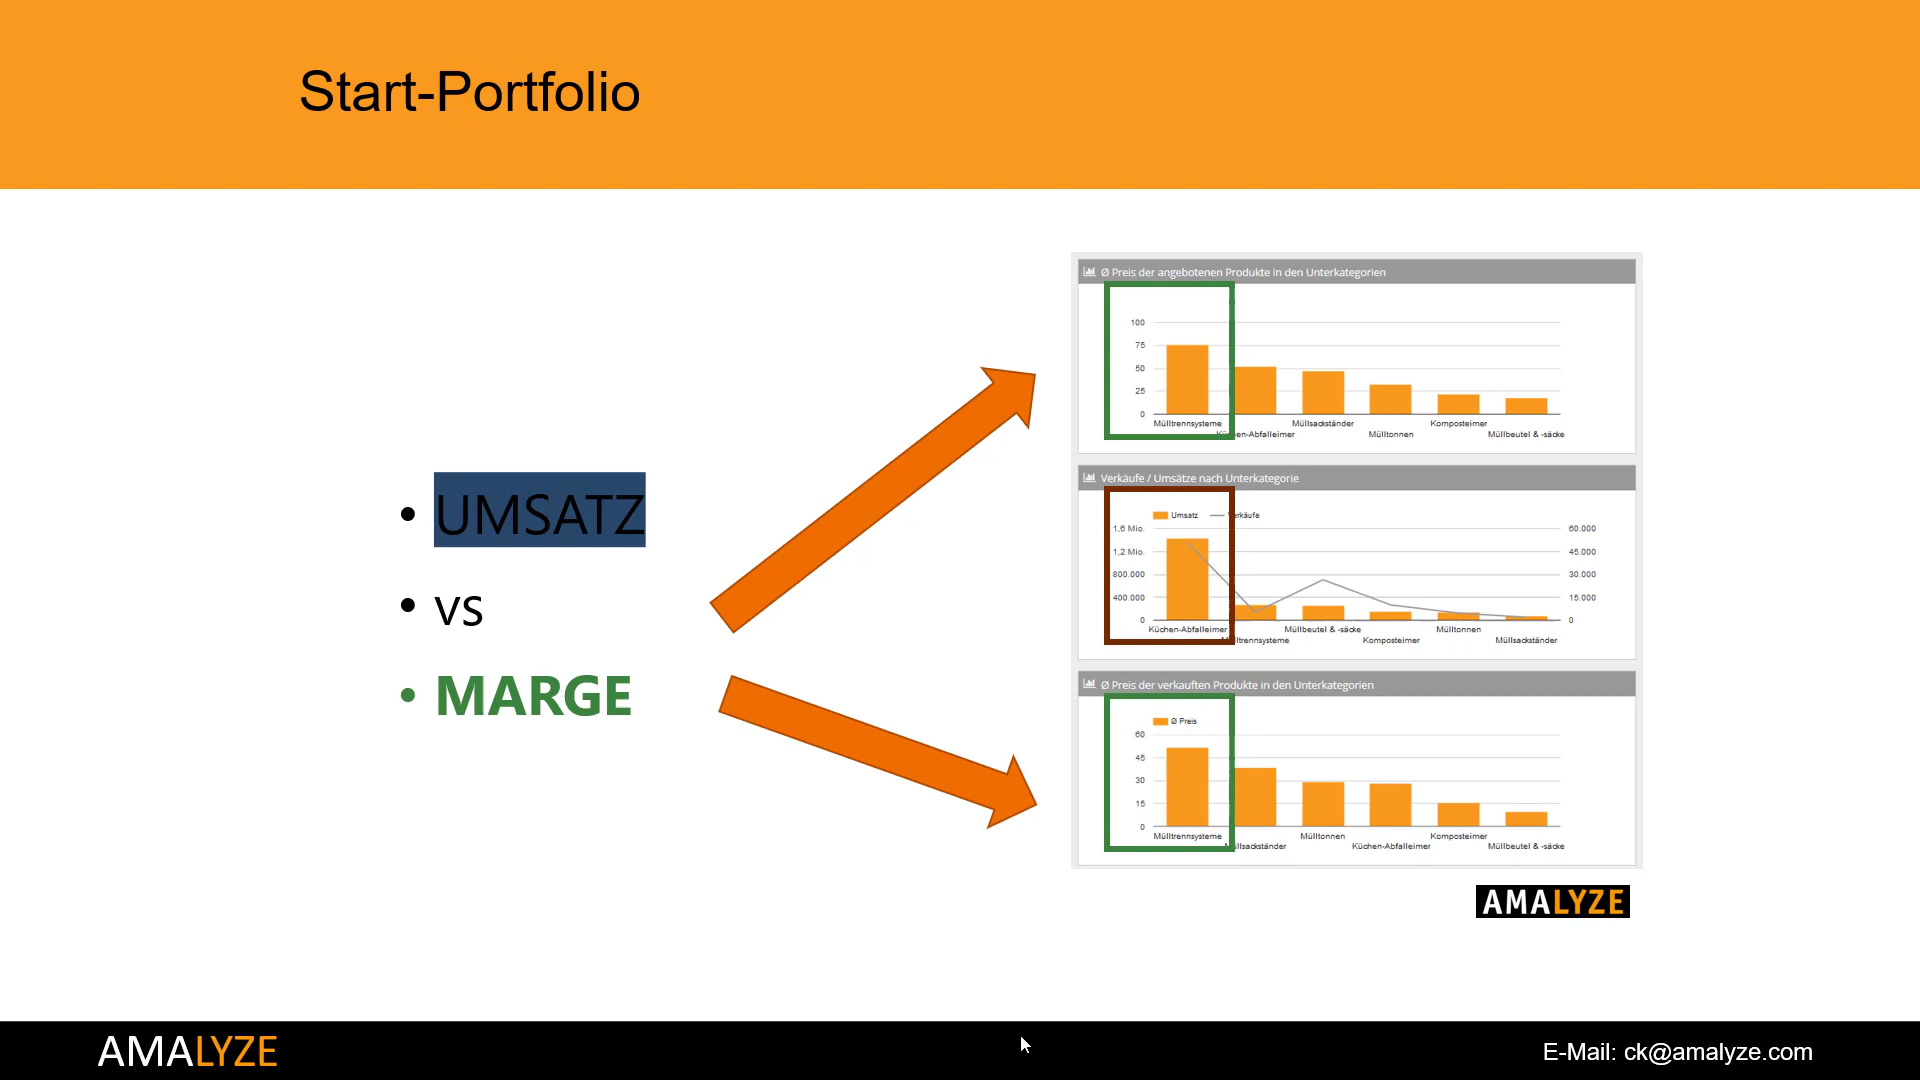 Start-Portfolio
• UMSATZ
• vs
• MARGE
Ø Preis der angebotenen Produkte in den Unterkategorien
100
75
50
25
0
Mülltrennsysteme
Müllsackständer
Komposteimer
Mülltonnen
Müllbeutel & -säcke
Verkäufe / Umsätze nach Unterkategorie
Umsatz
1,6 Mio.
1,2 Mio.
800.000
400.000
60.000
45.000
30.000
15.000
0
Küchen-Abfalleimer
Müllbeutel & -säcke
Mülltonnen
Komposteimer
Müllsackständer
Ø Preis der verkauften Produkte in den Unterkategorien
Ø Preis
60
45
30
15
0
Mülltrennsysteme
Mülltonnen
Komposteimer
Küchen-Abfalleimer
Müllbeutel & -säcke
AMALYZE
AMALYZE
E-Mail: ck@amalyze.com